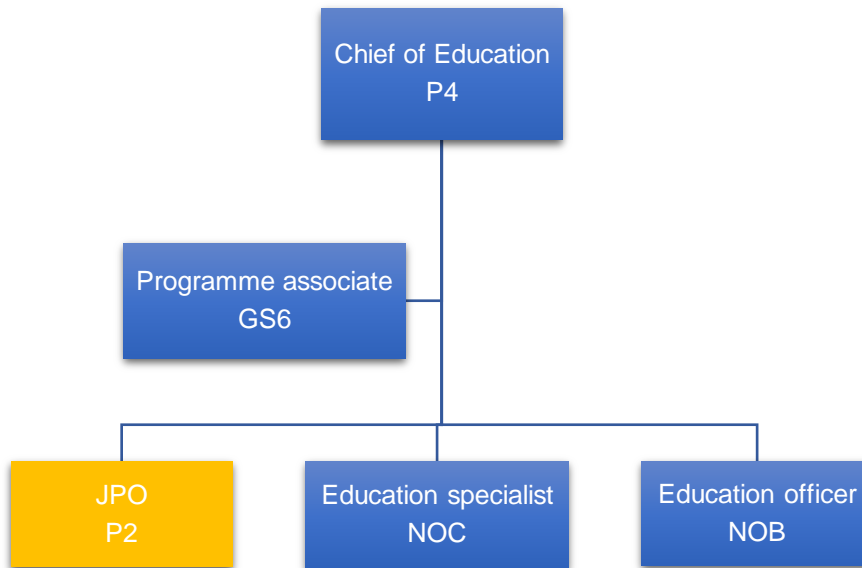 Chief of Education
P4
Programme associate
GS6
JPO
P2
Education specialist
NOC
Education officer
NOB